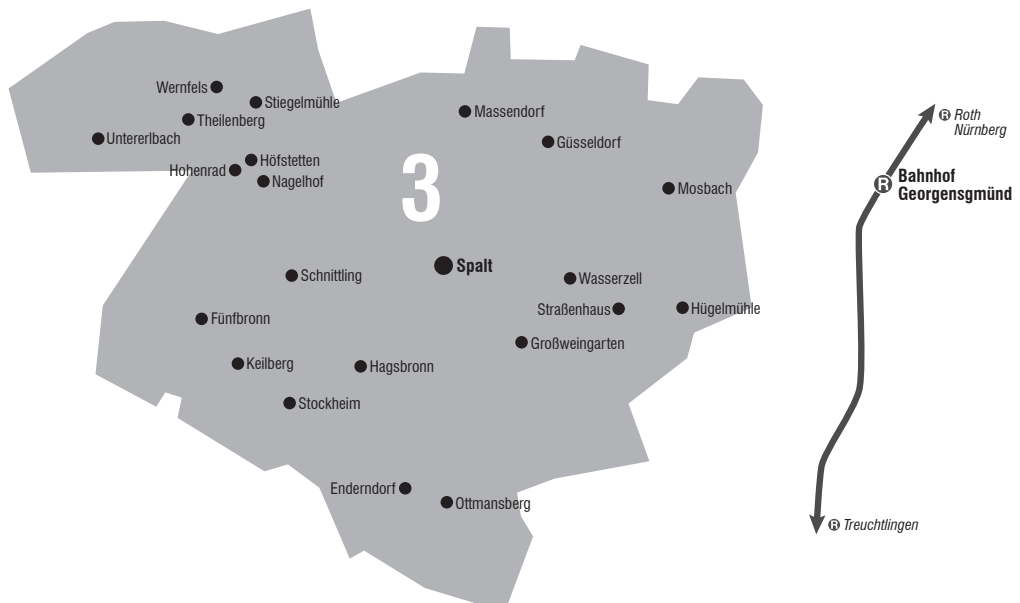 Wernfels
Stiegelmühle
Theilenberg
Untererlbach
Höfstetten
Hohenrad
Nagelhof
Massendorf
Güsseldorf
Mosbach
3
Spalt
Schnittling
Wasserzell
Straßenhaus
Hügelmühle
Fünfbronn
Großweingarten
Keilberg
Hagsbronn
Stockheim
Enderndorf
Ottmansberg
R Roth
Nürnberg
R Bahnhof
Georgensgmünd
R Treuchtlingen